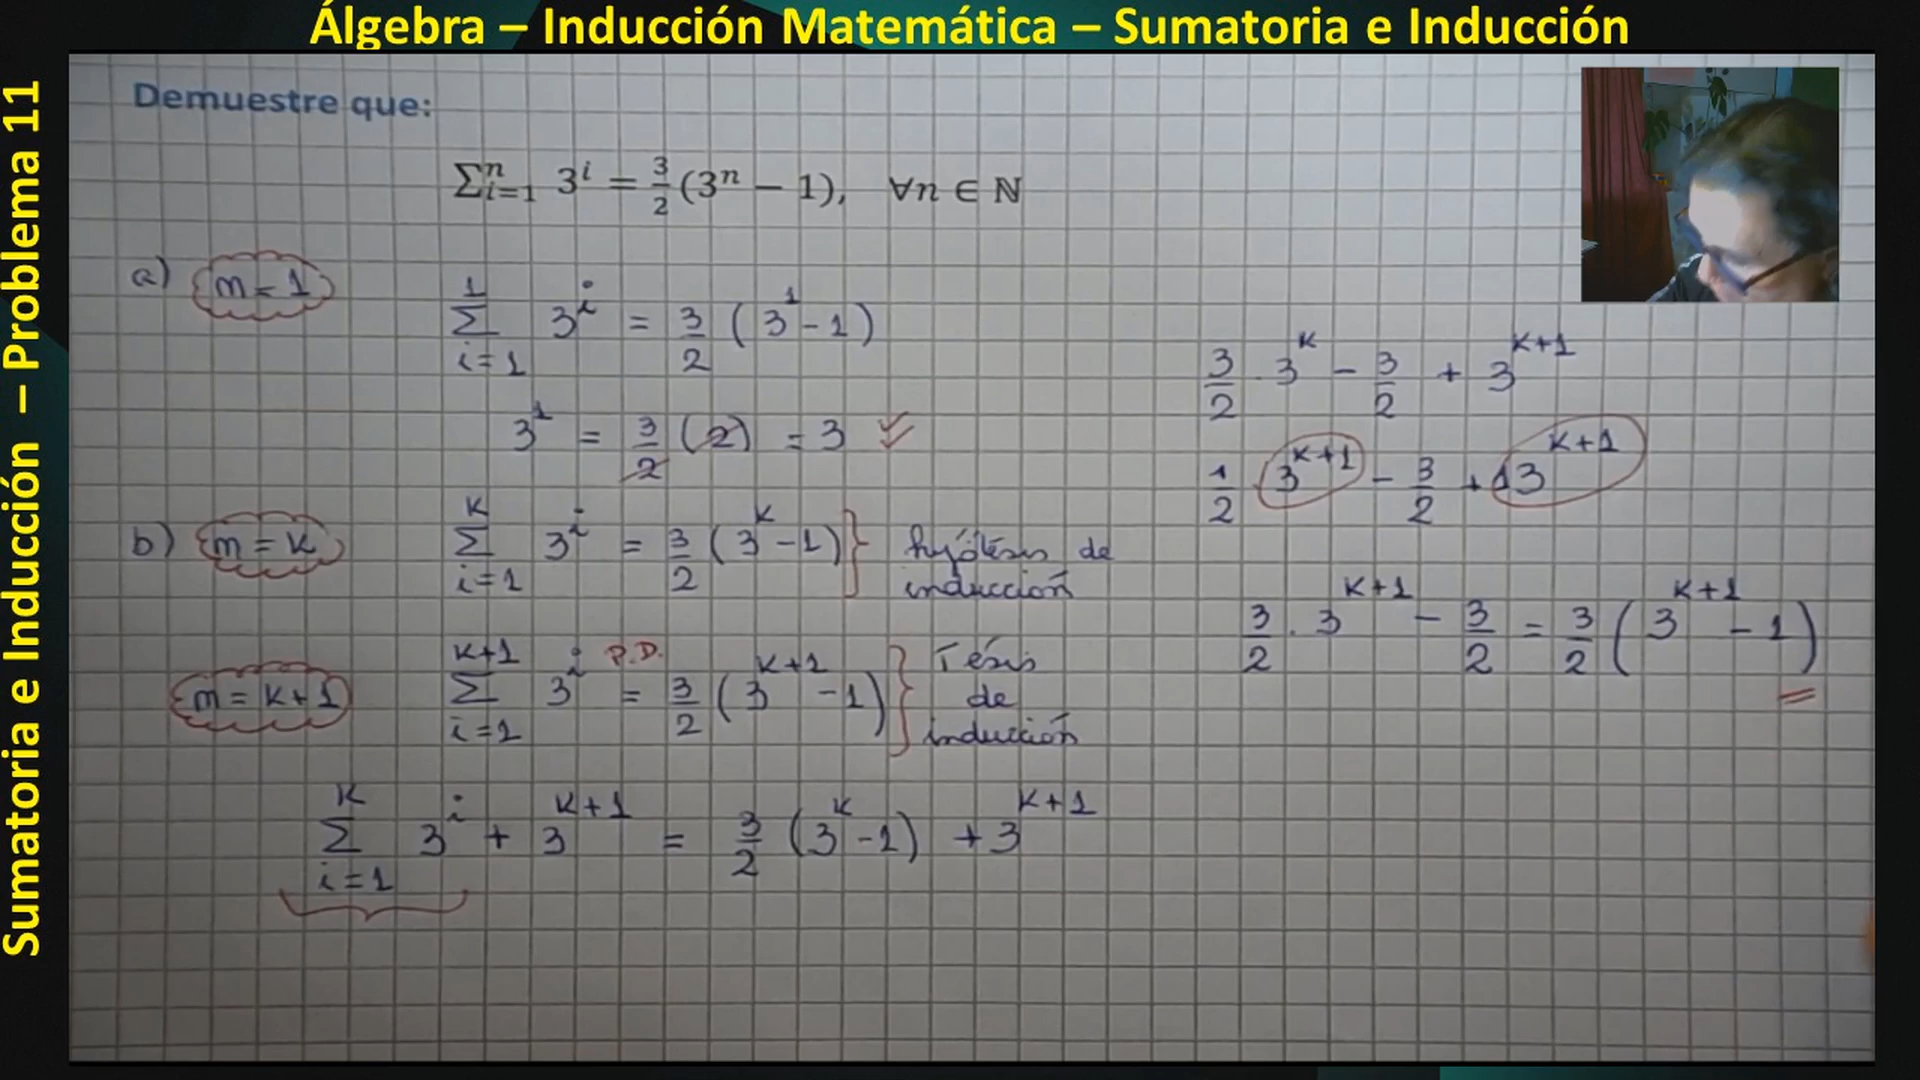 Álgebra – Inducción Matemática – Sumatoria e Inducción
Sumatoria e Inducción – Problema 11
Demuestre que:
∑ⁿᵢ₌₁ 3ⁱ = 3/2 (3ⁿ − 1), ∀n ∈ ℕ
a) n = 1
∑_{i=1}^{1} 3^i = 3/2 (3^1 - 1)
3^1 = 3/2 (2) = 3
b) n = k
∑_{i=1}^{k} 3^i = 3/2 (3^k - 1) } hipótesis de
inducción
n = k+1
∑_{i=1}^{k+1} 3^i = P.D. 3/2 (3^{k+1} - 1) } Tésis
de
inducción
∑_{i=1}^{k} 3^i + 3^{k+1} = 3/2 (3^k - 1) + 3^{k+1}
3/2 . 3^k - 3/2 + 3^{k+1}
1/2 . 3^{k+1} - 3/2 + 1 3^{k+1}
3/2 . 3^{k+1} - 3/2 = 3/2 (3^{k+1} - 1)